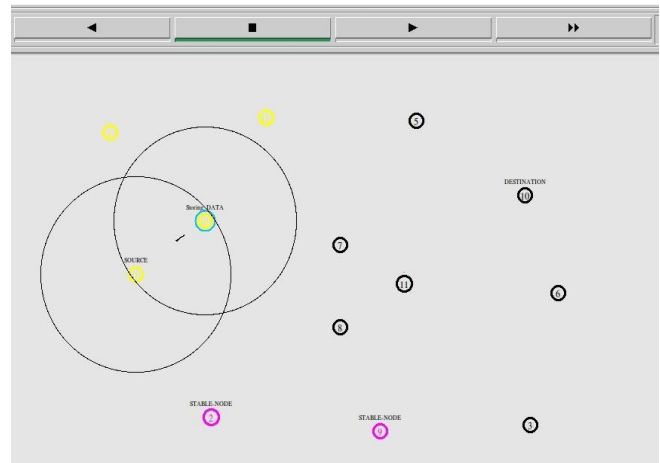 5
DESTINATION
10
Storing DATA
7
SOURCE
11
6
8
STABLE-NODE
2
STABLE-NODE
9
3